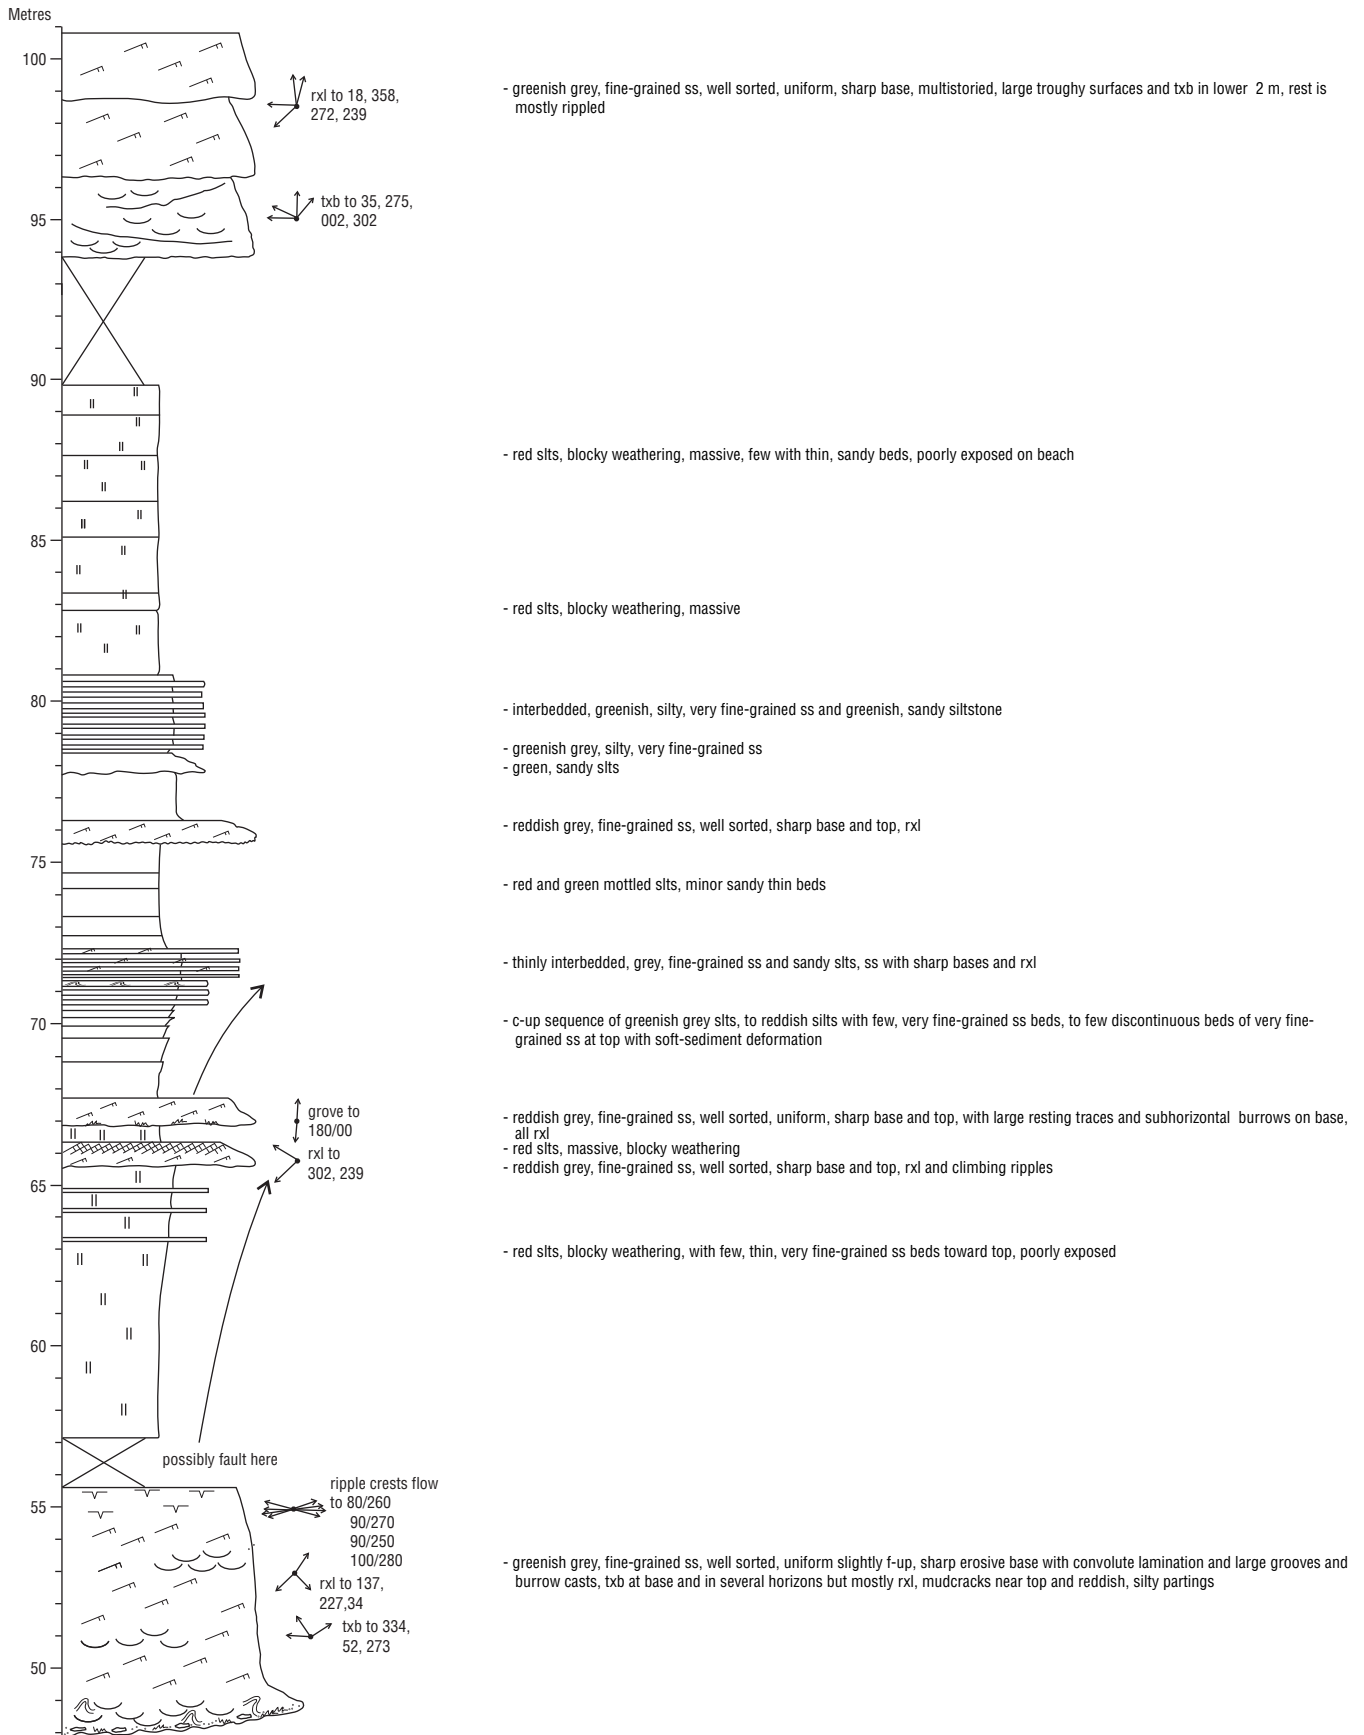 Metres
100
rxl to 18, 358,
272, 239
- greenish grey, fine-grained ss, well sorted, uniform, sharp base, multistoried, large troughy surfaces and txb in lower 2 m, rest is
mostly rippled
95
txb to 35, 275,
002, 302
90
- red slts, blocky weathering, massive, few with thin, sandy beds, poorly exposed on beach
85
- red slts, blocky weathering, massive
80
- interbedded, greenish, silty, very fine-grained ss and greenish, sandy siltstone
- greenish grey, silty, very fine-grained ss
- green, sandy slts
- reddish grey, fine-grained ss, well sorted, sharp base and top, rxl
75
- red and green mottled slts, minor sandy thin beds
- thinly interbedded, grey, fine-grained ss and sandy slts, ss with sharp bases and rxl
70
- c-up sequence of greenish grey slts, to reddish silts with few, very fine-grained ss beds, to few discontinuous beds of very fine-
grained ss at top with soft-sediment deformation
grove to
180/00
- reddish grey, fine-grained ss, well sorted, uniform, sharp base and top, with large resting traces and subhorizontal burrows on base,
all rxl
- red slts, massive, blocky weathering
rxl to
302, 239
- reddish grey, fine-grained ss, well sorted, sharp base and top, rxl and climbing ripples
65
- red slts, blocky weathering, with few, thin, very fine-grained ss beds toward top, poorly exposed
60
possibly fault here
ripple crests flow
to 80/260
90/270
90/250
100/280
55
- greenish grey, fine-grained ss, well sorted, uniform slightly f-up, sharp erosive base with convolute lamination and large grooves and
burrow casts, txb at base and in several horizons but mostly rxl, mudcracks near top and reddish, silty partings
rxl to 137,
227,34
txb to 334,
52, 273
50